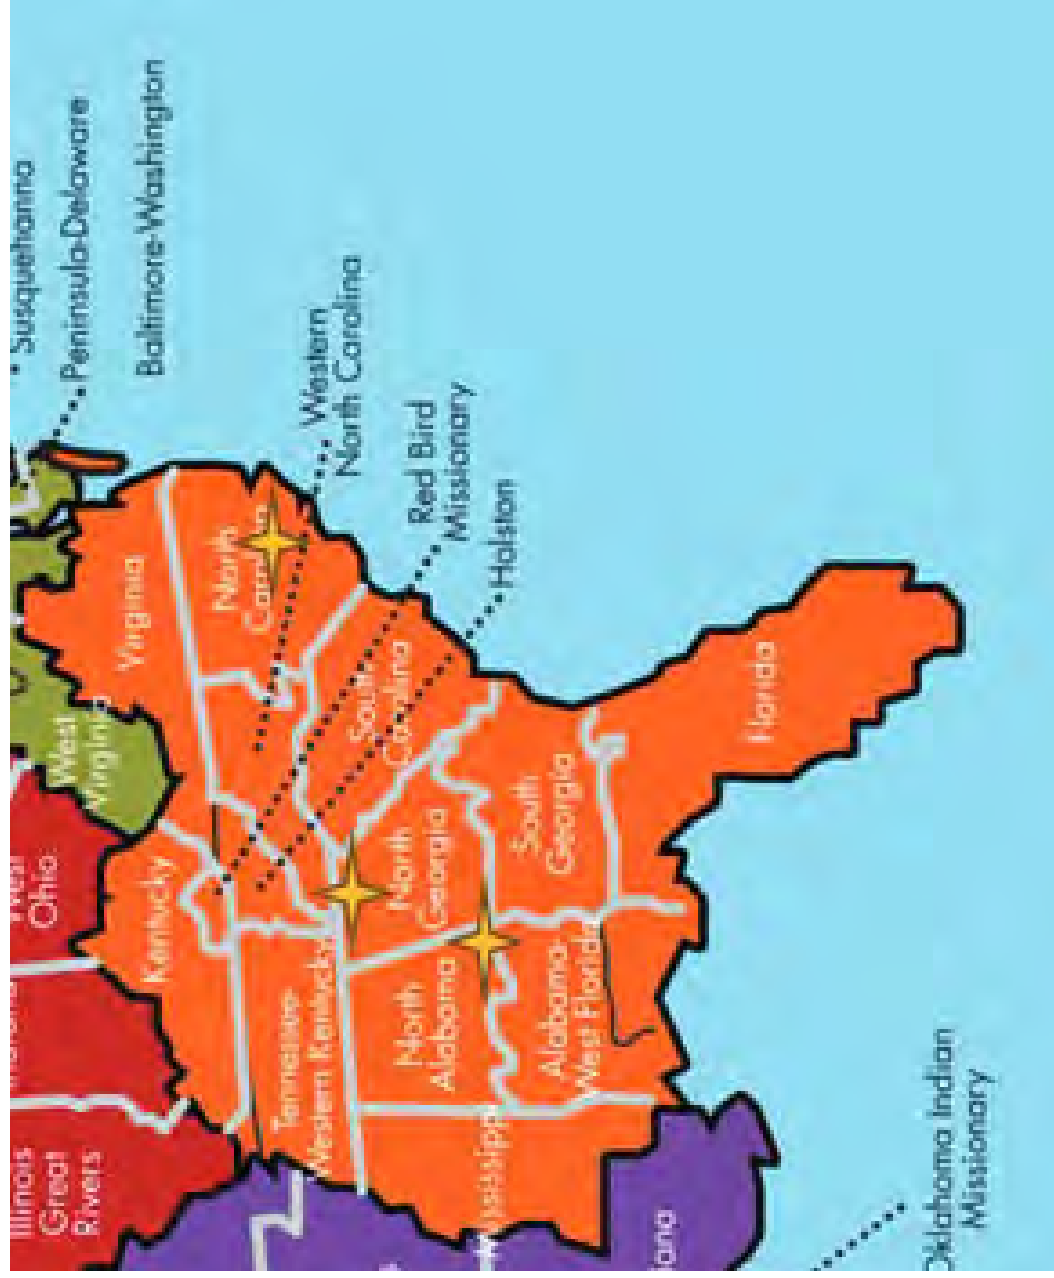 Susquehanna
Peninsula-Delaware
Baltimore-Washington
Western
North Carolina
Red Bird
Missionary
Holston
Virginia
North
West
Virginia
South
Carolina
Florida
Ohio
Kentucky
North
Georgia
South
Georgia
Tennessee-
Western Kentucky
North
Alabama
Alabama-
West Florida
Illinois
Great
Rivers
Oklahoma Indian
Missionary